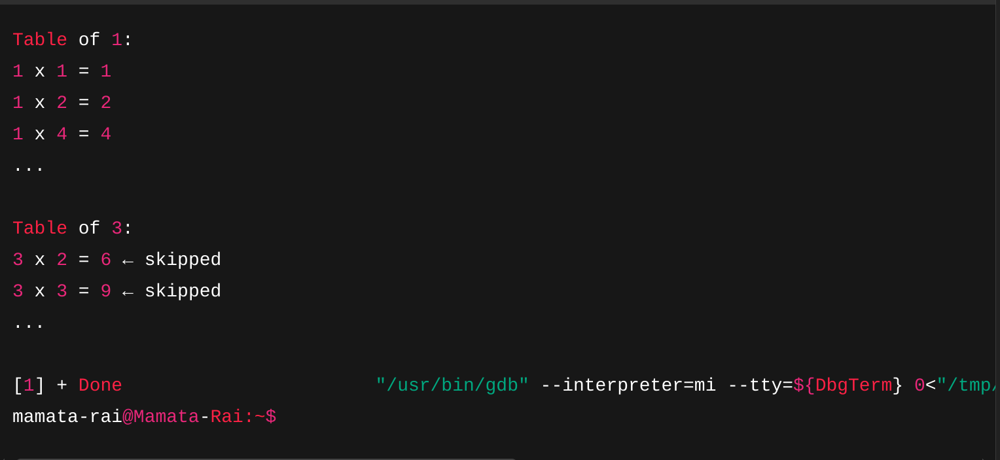 Table of 1:
1 x 1 = 1
1 x 2 = 2
1 x 4 = 4
...
Table of 3:
3 x 2 = 6 ← skipped
3 x 3 = 9 ← skipped
...
[1] + Done                       "/usr/bin/gdb" --interpreter=mi --tty=${DbgTerm} 0<"/tmp/
mamata-rai@Mamata-Rai:~$